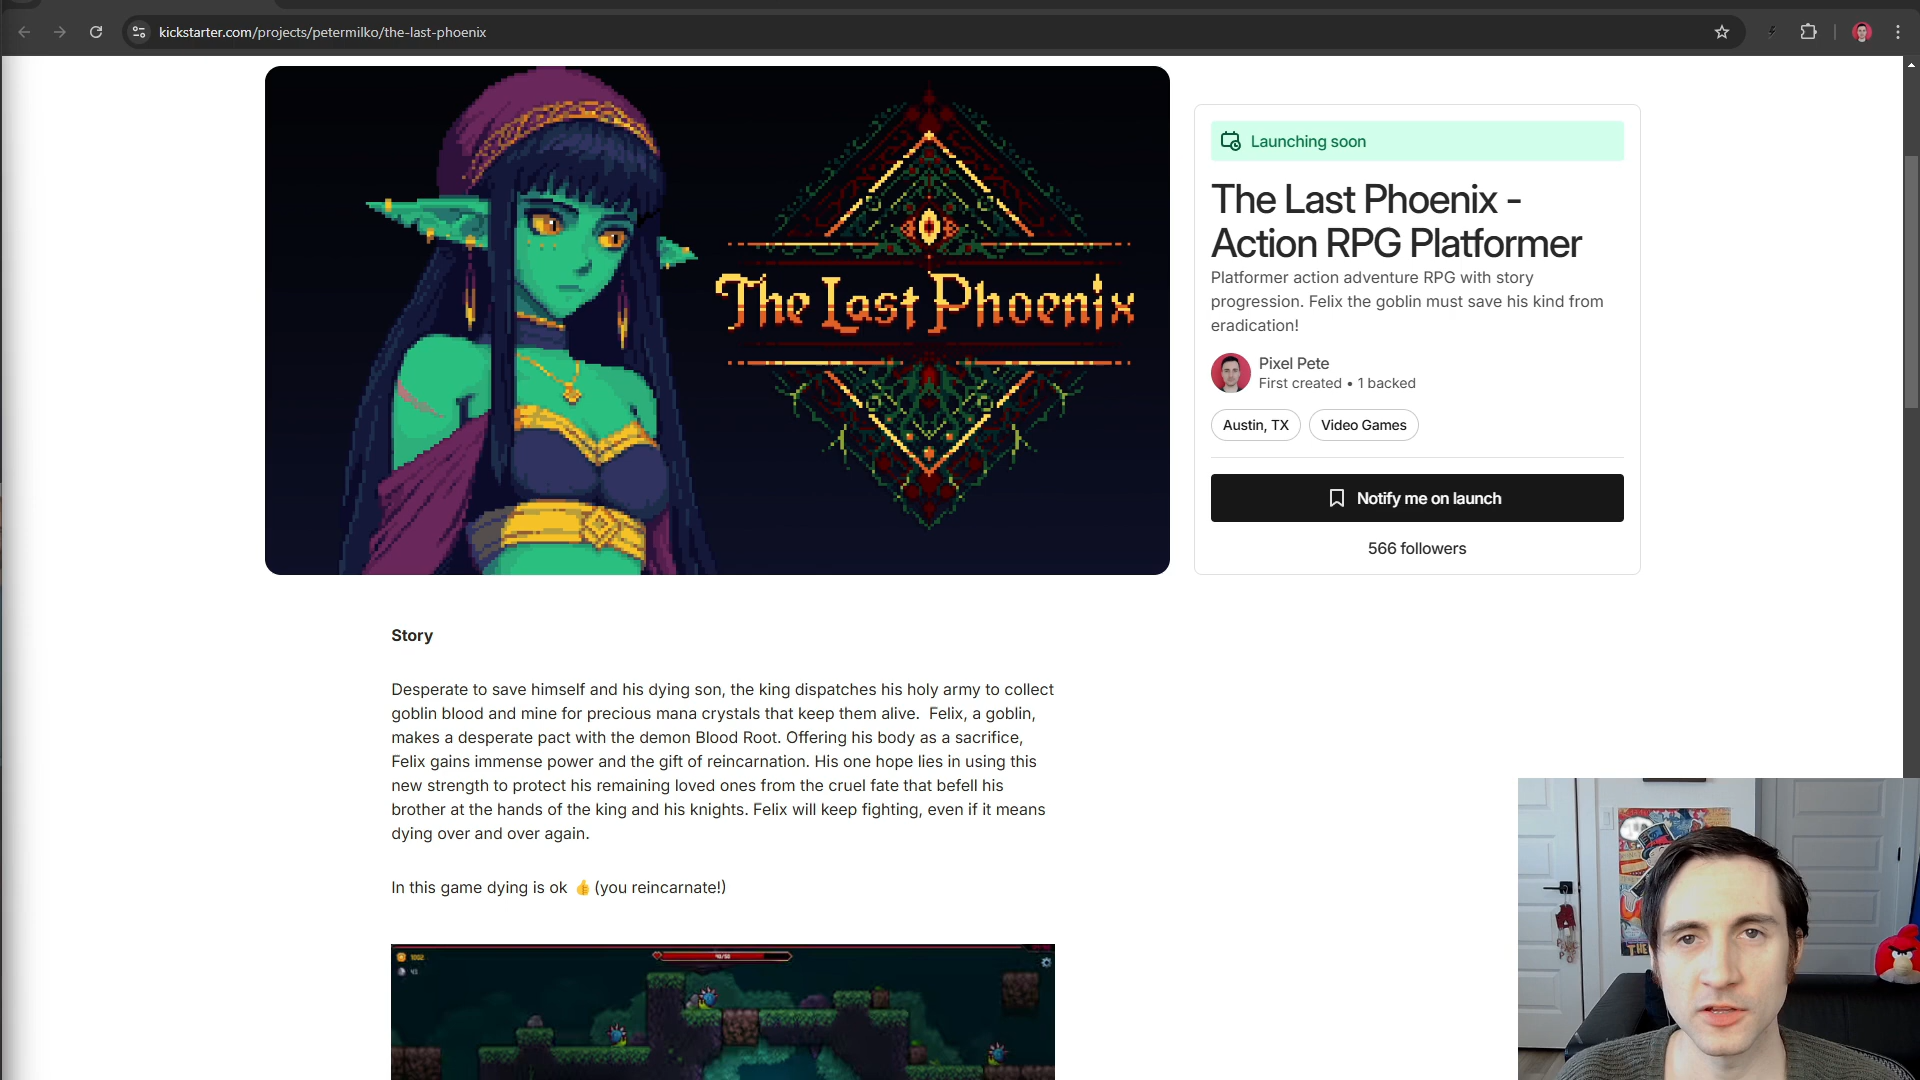 kickstarter.com/projects/petermilko/the-last-phoenix
The Last Phoenix
Launching soon
The Last Phoenix -
Action RPG Platformer
Platformer action adventure RPG with story
progression. Felix the goblin must save his kind from
eradication!
Pixel Pete
First created • 1 backed
Austin, TX
Video Games
Notify me on launch
566 followers
Story
Desperate to save himself and his dying son, the king dispatches his holy army to collect
goblin blood and mine for precious mana crystals that keep them alive.  Felix, a goblin,
makes a desperate pact with the demon Blood Root. Offering his body as a sacrifice,
Felix gains immense power and the gift of reincarnation. His one hope lies in using this
new strength to protect his remaining loved ones from the cruel fate that befell his
brother at the hands of the king and his knights. Felix will keep fighting, even if it means
dying over and over again.
In this game dying is ok 👍 (you reincarnate!)
1002